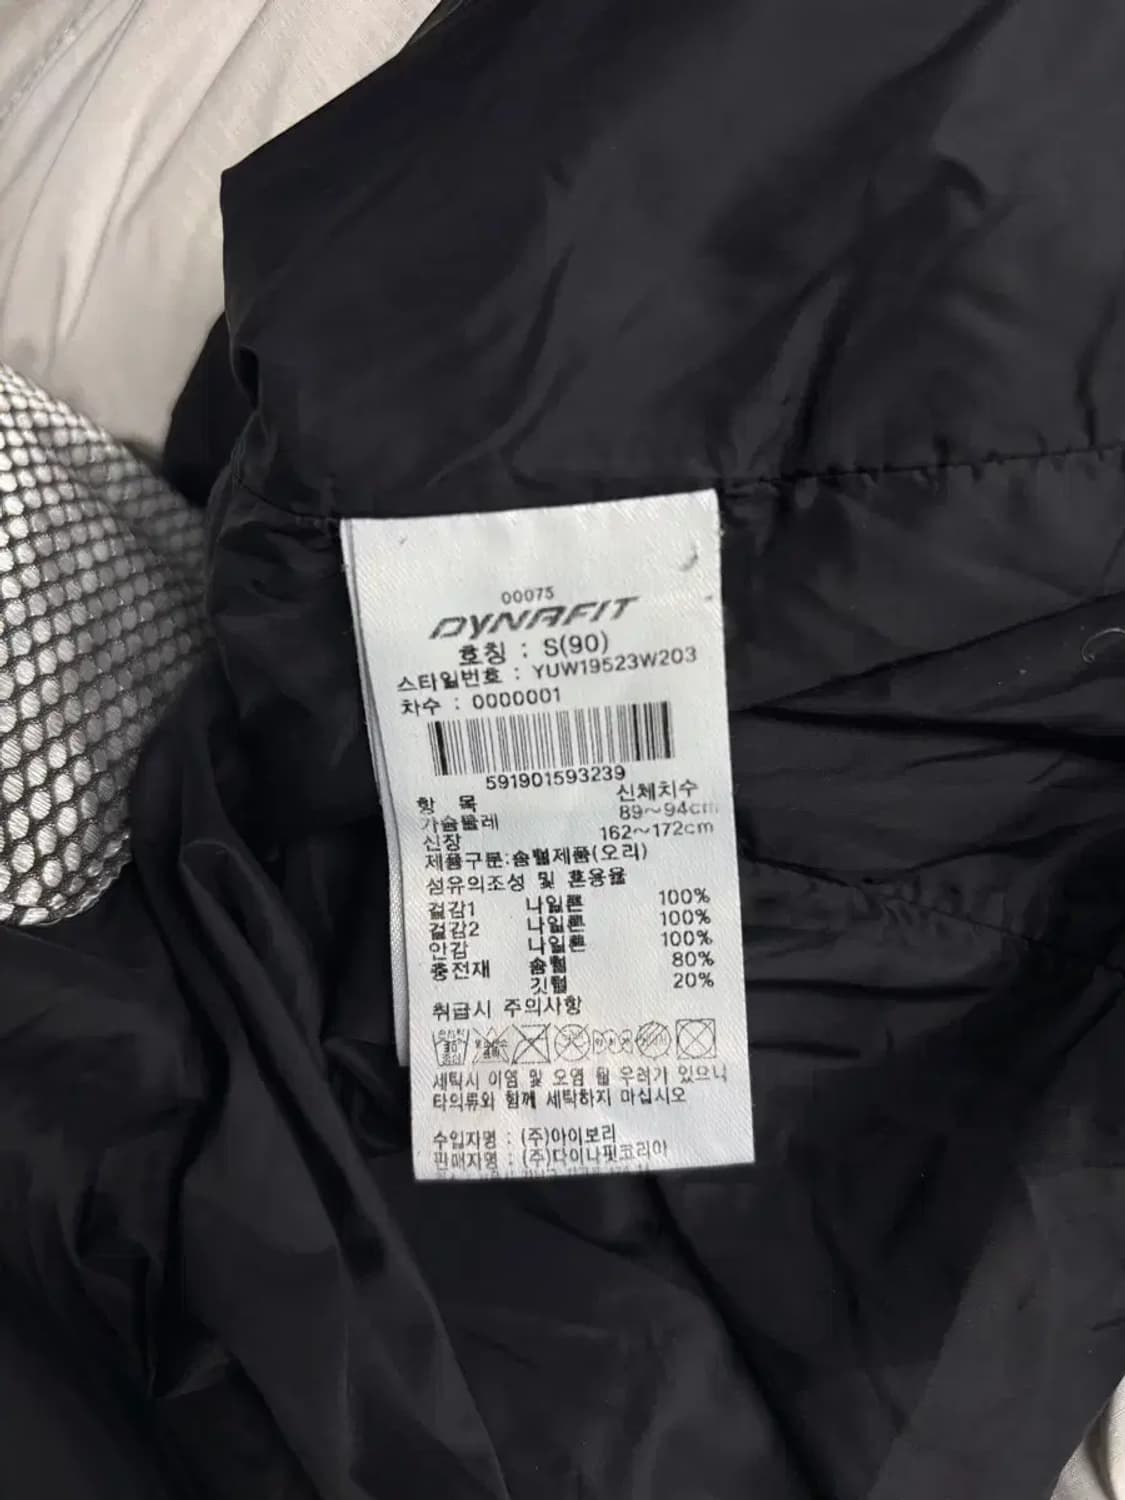 00075
DYNAFIT
호칭 : S(90)
스타일번호 : YUW19523W203
차수 : 0000001
591901593239
항 목 신체치수
가슴둘레 89~94cm
신장 162~172cm
제품구분:솜털제품(오리)
섬유의조성 및 혼용율
겉감1 나일론 100%
겉감2 나일론 100%
안감 나일론 100%
충전재 솜털 80%
깃털 20%
취급시 주의사항
세탁시 이염 및 오염 될 우려가 있으니
타의류와 함께 세탁하지 마십시오
수입자명 : (주)아이보리
판매자명 : (주)다이나핏코리아